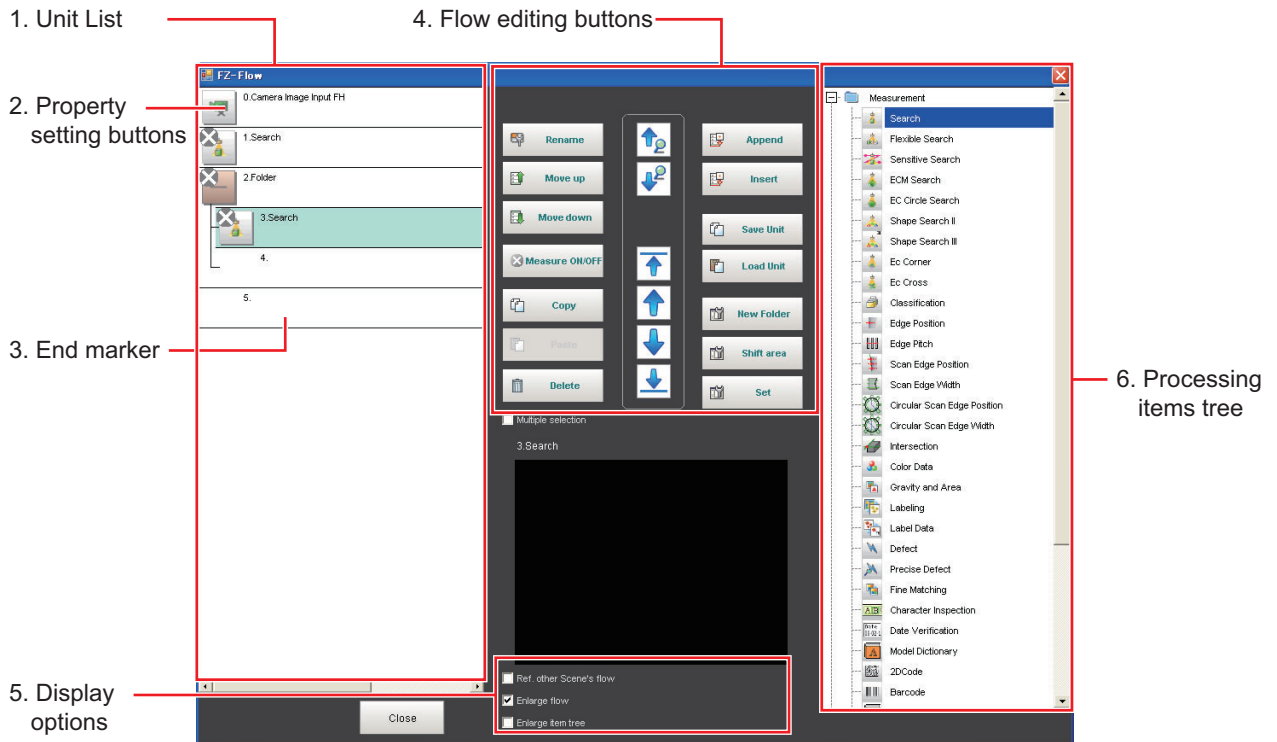 1. Unit List
4. Flow editing buttons
FZ-Flow
2. Property
setting buttons
0.Camera Image Input FH
1.Search
2.Folder
3.Search
4.
5.
3. End marker
Rename
Move up
Move down
Measure ON/OFF
Copy
Paste
Delete
Append
Insert
Save Unit
Load Unit
New Folder
Shift area
Set
Multiple selection
3.Search
5. Display
options
Ref. other Scene's flow
Enlarge flow
Enlarge item tree
Close
Measurement
Search
Flexible Search
Sensitive Search
ECM Search
EC Circle Search
Shape Search II
Shape Search III
Ec Corner
Ec Cross
Classification
Edge Position
Edge Pitch
Scan Edge Position
Scan Edge Width
Circular Scan Edge Position
Circular Scan Edge Width
Intersection
Color Data
Gravity and Area
Labeling
Label Data
Defect
Precise Defect
Fine Matching
Character Inspection
Date Verification
Model Dictionary
2DCode
Barcode
6. Processing
items tree